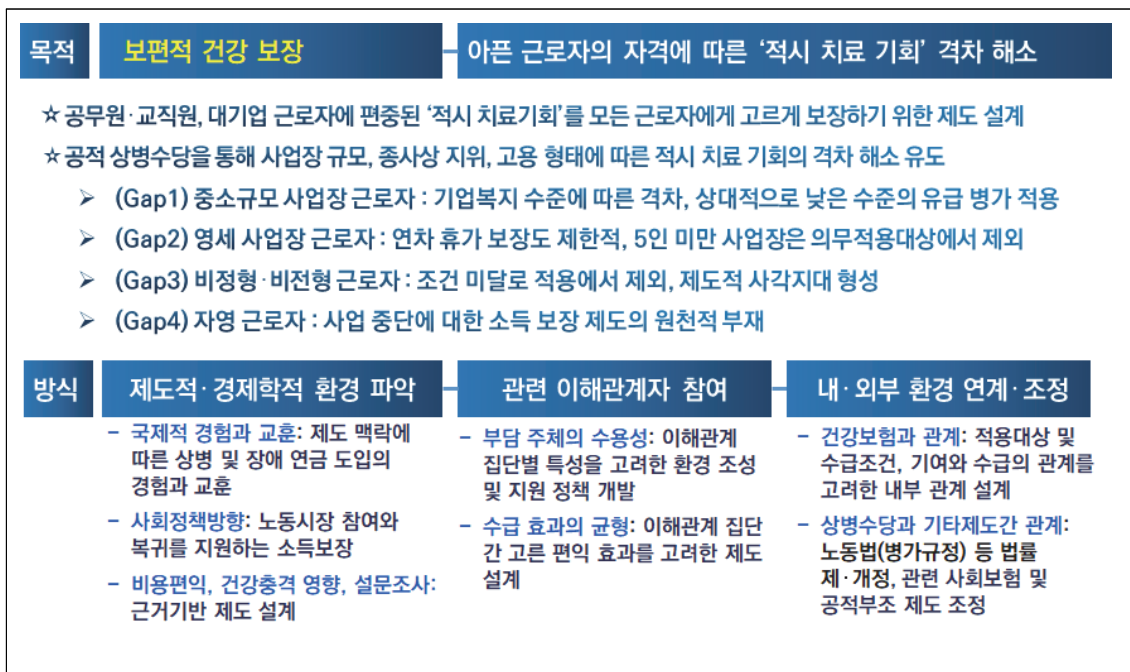 목적
보편적 건강 보장
아픈 근로자의 자격에 따른 '적시 치료 기회' 격차 해소
☆ 공무원·교직원, 대기업 근로자에 편중된 '적시 치료기회'를 모든 근로자에게 고르게 보장하기 위한 제도 설계
☆ 공적 상병수당을 통해 사업장 규모, 종사상 지위, 고용 형태에 따른 적시 치료 기회의 격차 해소 유도
➢ (Gap1) 중소규모 사업장 근로자 : 기업복지 수준에 따른 격차, 상대적으로 낮은 수준의 유급 병가 적용
➢ (Gap2) 영세 사업장 근로자 : 연차 휴가 보장도 제한적, 5인 미만 사업장은 의무적용대상에서 제외
➢ (Gap3) 비정형·비전형 근로자 : 조건 미달로 적용에서 제외, 제도적 사각지대 형성
➢ (Gap4) 자영 근로자 : 사업 중단에 대한 소득 보장 제도의 원천적 부재
방식
제도적·경제학적 환경 파악
- 국제적 경험과 교훈: 제도 맥락에
따른 상병 및 장애 연금 도입의
경험과 교훈
- 사회정책방향: 노동시장 참여와
복귀를 지원하는 소득보장
- 비용편익, 건강충격 영향, 설문조사:
근거기반 제도 설계
관련 이해관계자 참여
- 부담 주체의 수용성: 이해관계
집단별 특성을 고려한 환경 조성
및 지원 정책 개발
- 수급 효과의 균형: 이해관계 집단
간 고른 편익 효과를 고려한 제도
설계
내·외부 환경 연계·조정
- 건강보험과 관계: 적용대상 및
수급조건, 기여와 수급의 관계를
고려한 내부 관계 설계
- 상병수당과 기타제도간 관계:
노동법(병가규정) 등 법률
제·개정, 관련 사회보험 및
공적부조 제도 조정